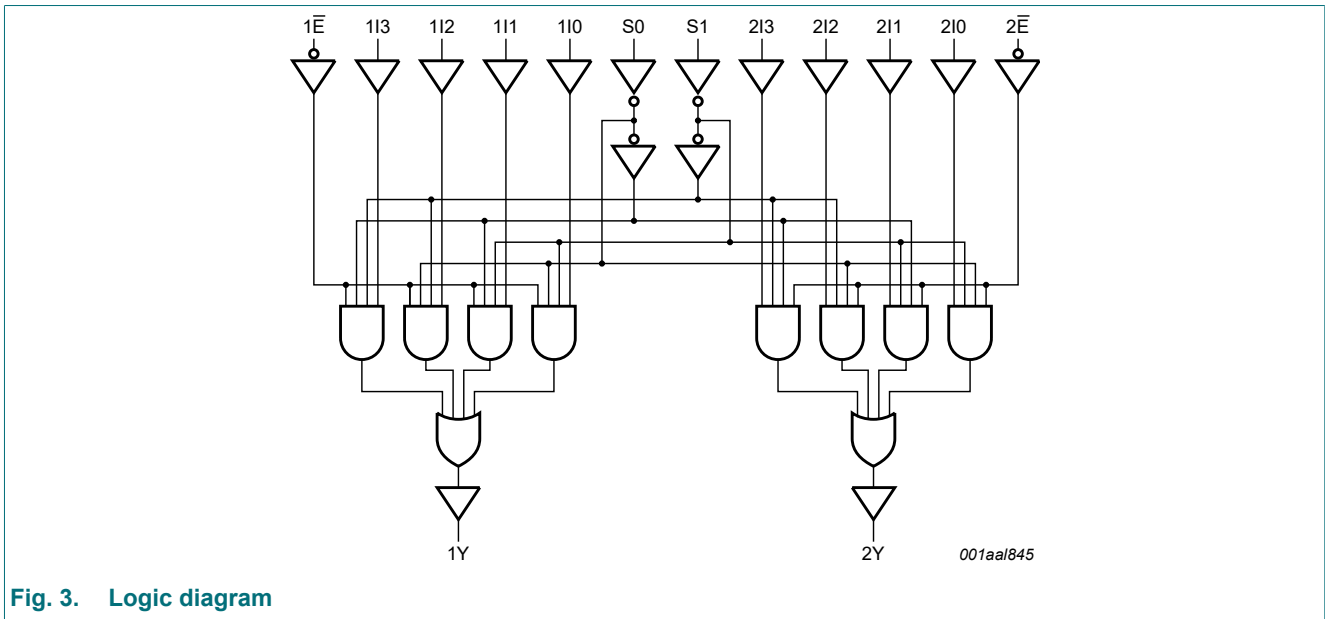 1E̅ 1I3 1I2 1I1 1I0 S0 S1 2I3 2I2 2I1 2I0 2E̅
1Y 2Y 001aal845
Fig. 3. Logic diagram